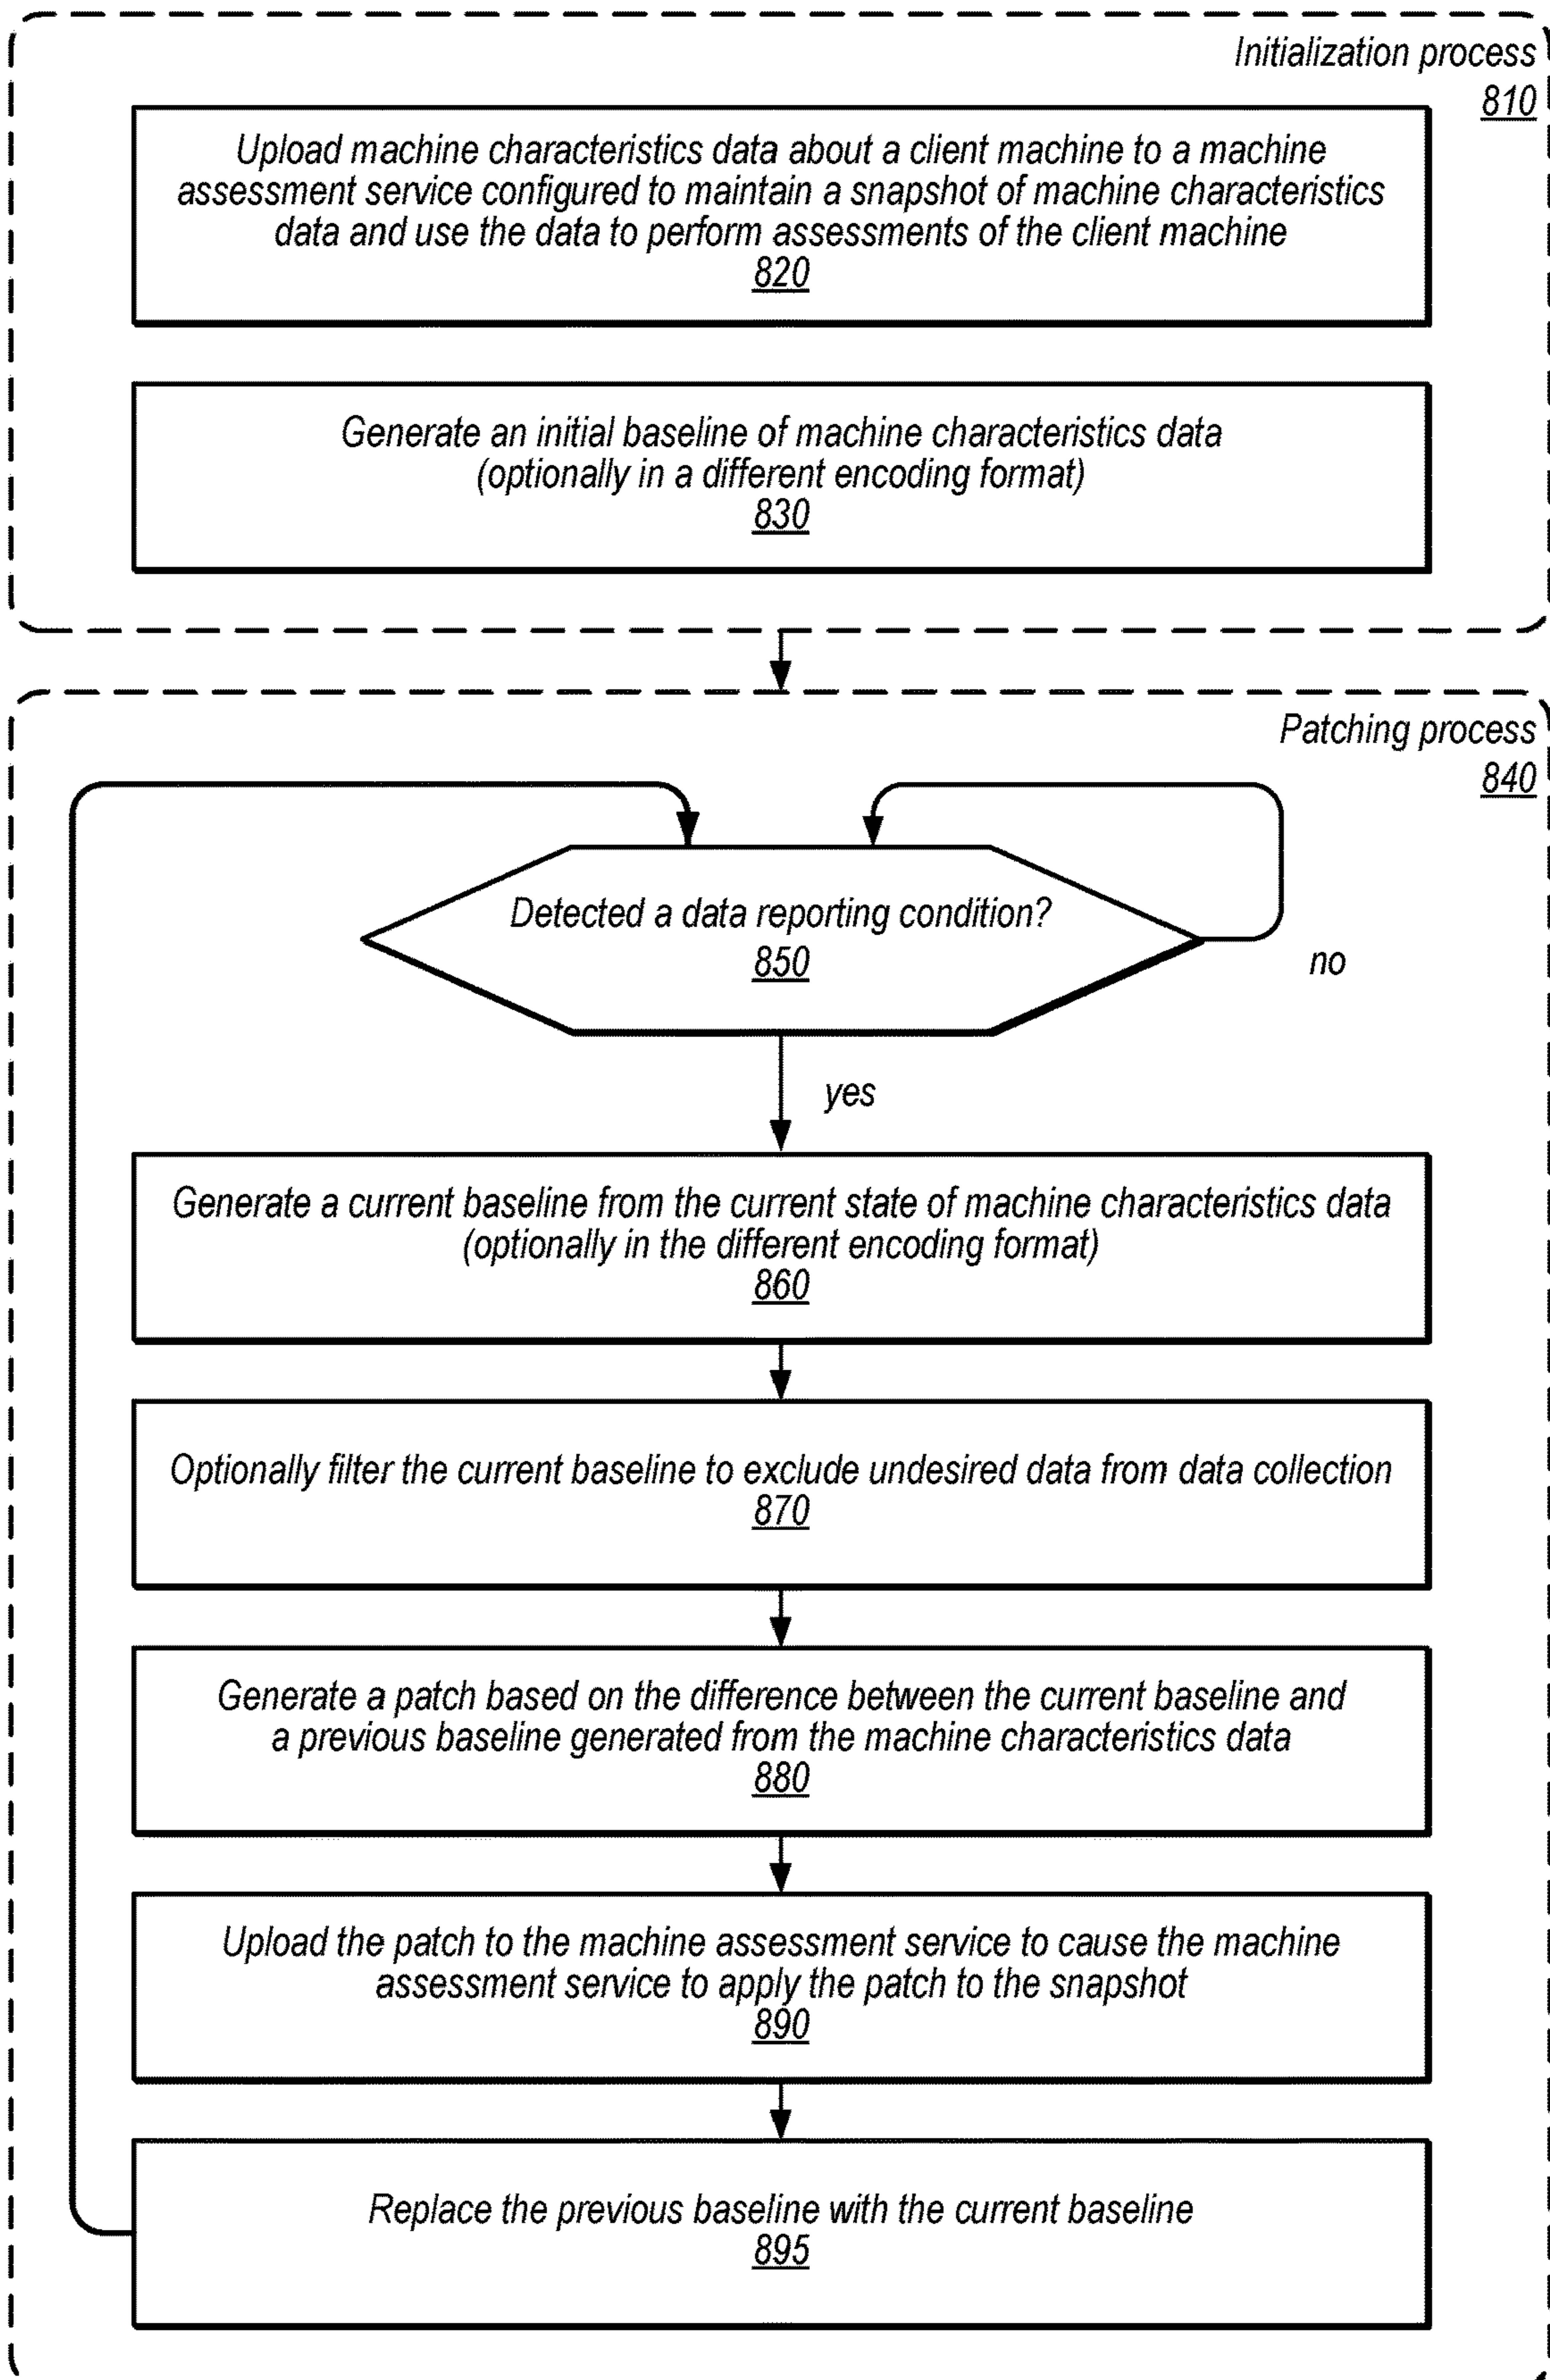 Initialization process
810
Upload machine characteristics data about a client machine to a machine
assessment service configured to maintain a snapshot of machine characteristics
data and use the data to perform assessments of the client machine
820
Generate an initial baseline of machine characteristics data
(optionally in a different encoding format)
830
Patching process
840
Detected a data reporting condition?
850
no
yes
Generate a current baseline from the current state of machine characteristics data
(optionally in the different encoding format)
860
Optionally filter the current baseline to exclude undesired data from data collection
870
Generate a patch based on the difference between the current baseline and
a previous baseline generated from the machine characteristics data
880
Upload the patch to the machine assessment service to cause the machine
assessment service to apply the patch to the snapshot
890
Replace the previous baseline with the current baseline
895